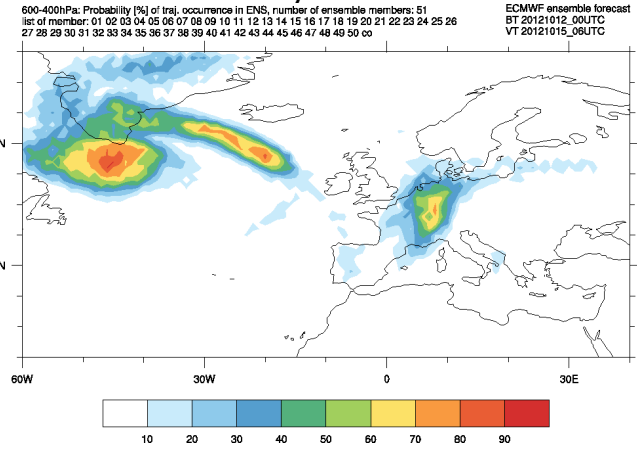 600-400hPa: Probability [%] of traj. occurrence in ENS, number of ensemble members: 51
list of member: 01 02 03 04 05 06 07 08 09 10 11 12 13 14 15 16 17 18 19 20 21 22 23 24 25 26
27 28 29 30 31 32 33 34 35 36 37 38 39 40 41 42 43 44 45 46 47 48 49 50 co
ECMWF ensemble forecast
BT 20121012_00UTC
VT 20121015_06UTC
N
N
60W 30W 0 30E
10 20 30 40 50 60 70 80 90